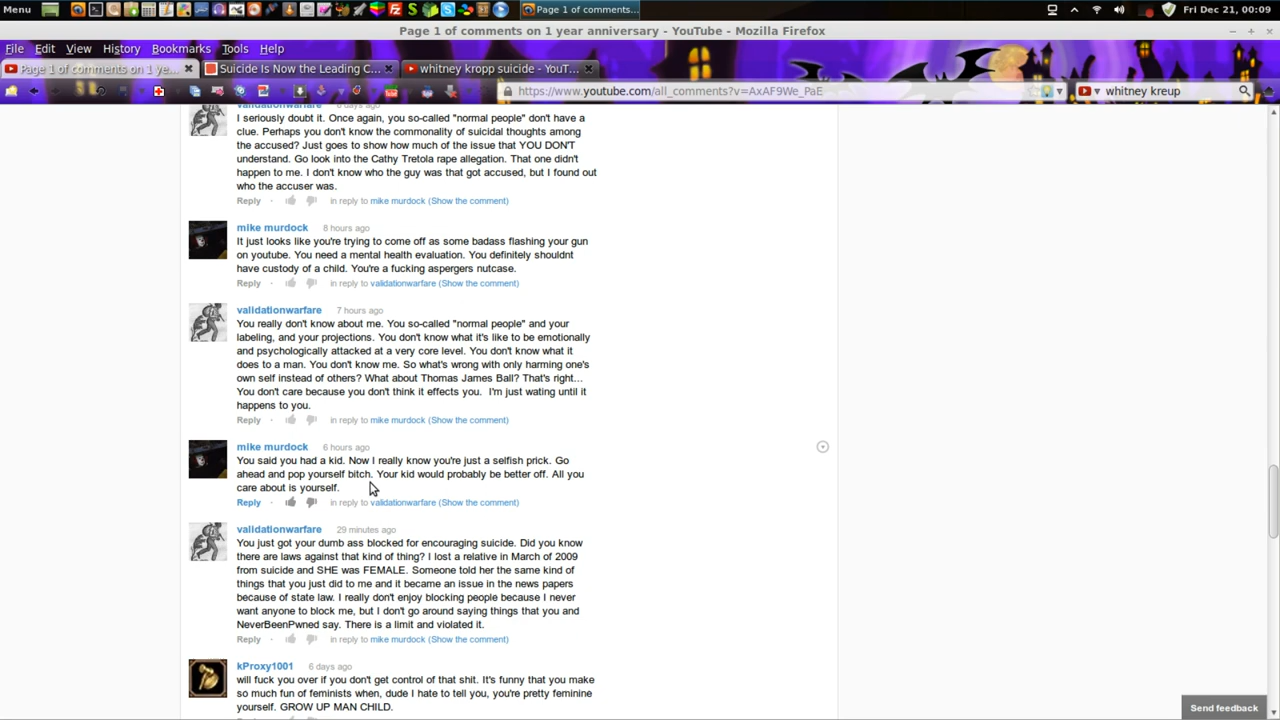 Menu
Page 1 of comments...
Fri Dec 21, 00:09
Page 1 of comments on 1 year anniversary - YouTube - Mozilla Firefox
File Edit View History Bookmarks Tools Help
Page 1 of comments on 1 ye...
Suicide Is Now the Leading C...
whitney kropp suicide - YouT...
https://www.youtube.com/all_comments?v=AxAF9We_PaE
whitney kreup
validationwarfare 8 days ago
I seriously doubt it. Once again, you so-called "normal people" don't have a
clue. Perhaps you don't know the commonality of suicidal thoughts among
the accused? Just goes to show how much of the issue that YOU DON'T
understand. Go look into the Cathy Tretola rape allegation. That one didn't
happen to me. I don't know who the guy was that got accused, but I found out
who the accuser was.
Reply · in reply to mike murdock (Show the comment)
mike murdock 8 hours ago
It just looks like you're trying to come off as some badass flashing your gun
on youtube. You need a mental health evaluation. You definitely shouldnt
have custody of a child. You're a fucking aspergers nutcase.
Reply · in reply to validationwarfare (Show the comment)
validationwarfare 7 hours ago
You really don't know about me. You so-called "normal people" and your
labeling, and your projections. You don't know what it's like to be emotionally
and psychologically attacked at a very core level. You don't know what it
does to a man. You don't know me. So what's wrong with only harming one's
own self instead of others? What about Thomas James Ball? That's right...
You don't care because you don't think it effects you. I'm just wating until it
happens to you.
Reply · in reply to mike murdock (Show the comment)
mike murdock 6 hours ago
You said you had a kid. Now I really know you're just a selfish prick. Go
ahead and pop yourself bitch. Your kid would probably be better off. All you
care about is yourself.
Reply · in reply to validationwarfare (Show the comment)
validationwarfare 29 minutes ago
You just got your dumb ass blocked for encouraging suicide. Did you know
there are laws against that kind of thing? I lost a relative in March of 2009
from suicide and SHE was FEMALE. Someone told her the same kind of
things that you just did to me and it became an issue in the news papers
because of state law. I really don't enjoy blocking people because I never
want anyone to block me, but I don't go around saying things that you and
NeverBeenPwned say. There is a limit and violated it.
Reply · in reply to mike murdock (Show the comment)
kProxy1001 6 days ago
will fuck you over if you don't get control of that shit. It's funny that you make
so much fun of feminists when, dude I hate to tell you, you're pretty feminine
yourself. GROW UP MAN CHILD.
Send feedback